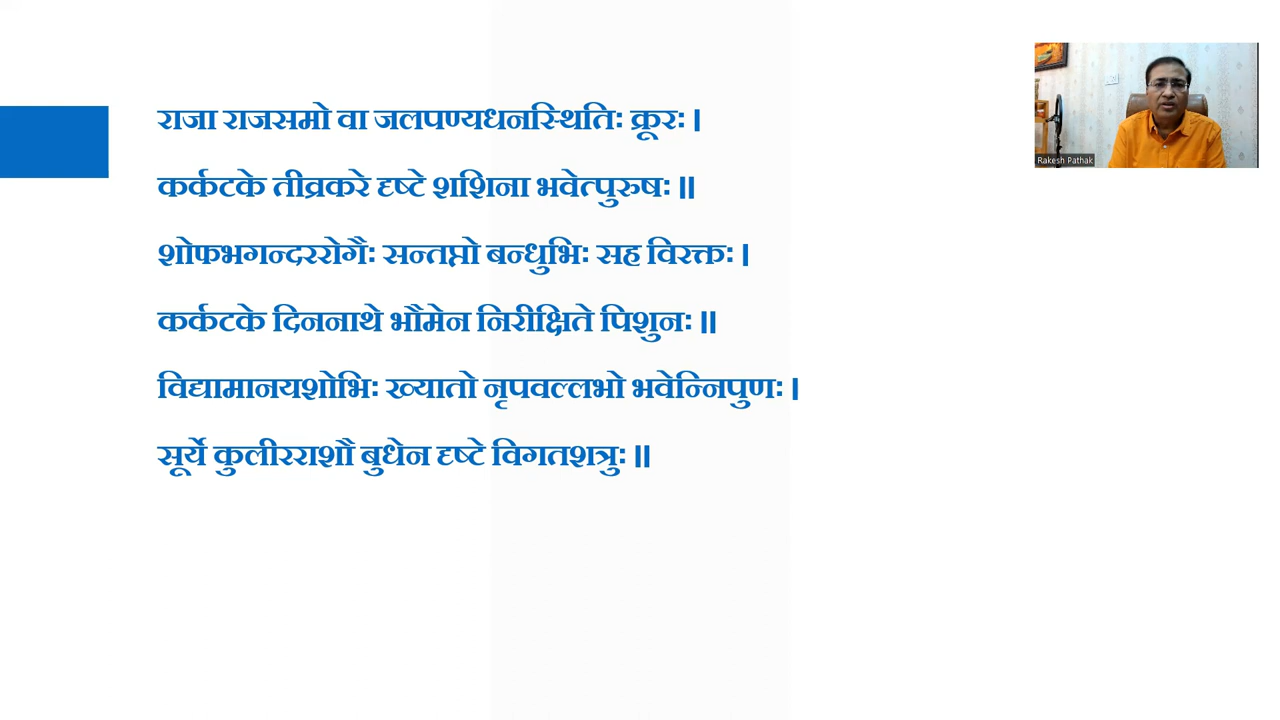 राजा राजसमो वा जलपण्यधनस्थितिः क्रूरः ।
कर्कटके तीव्रकरे दृष्टे शशिना भवेत्पुरुषः ॥
शोफभगन्दररोगैः सन्तप्तो बन्धुभिः सह विरक्तः ।
कर्कटके दिननाथे भौमेन निरीक्षिते पिशुनः ॥
विद्यामानयशोभिः ख्यातो नृपवल्लभो भवेन्निपुणः ।
सूर्ये कुलीरराशौ बुधेन दृष्टे विगतशत्रुः ॥
Rakesh Pathak